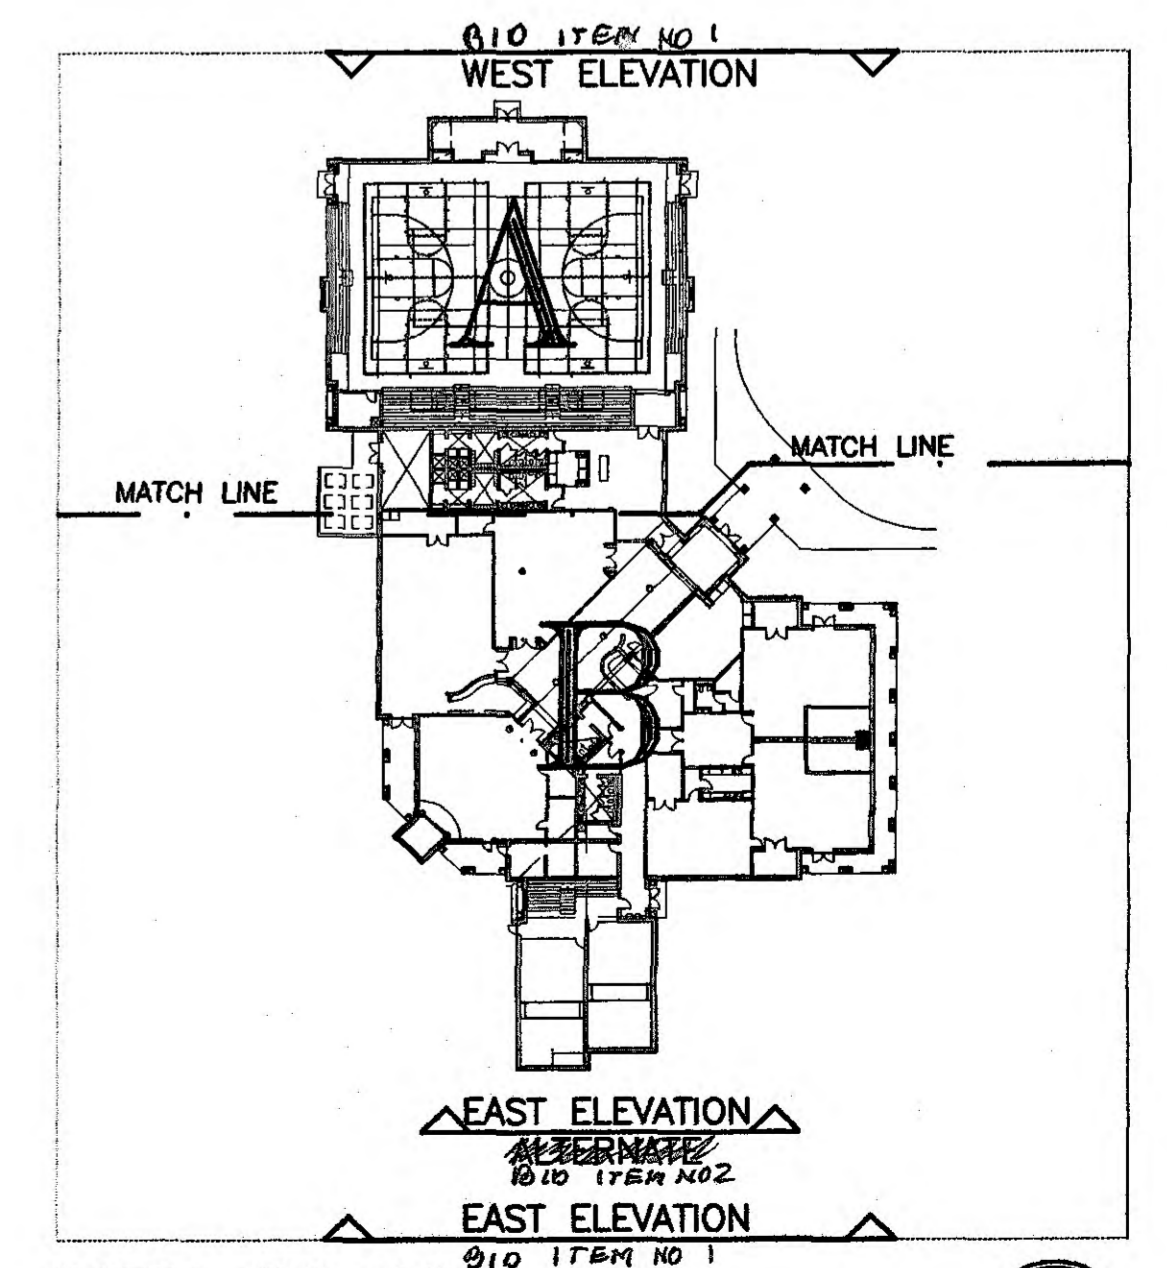 BID ITEM NO 1
WEST ELEVATION
A
MATCH LINE
MATCH LINE
B
EAST ELEVATION
ALTERNATE
BID ITEM NO2
EAST ELEVATION
BID ITEM NO 1